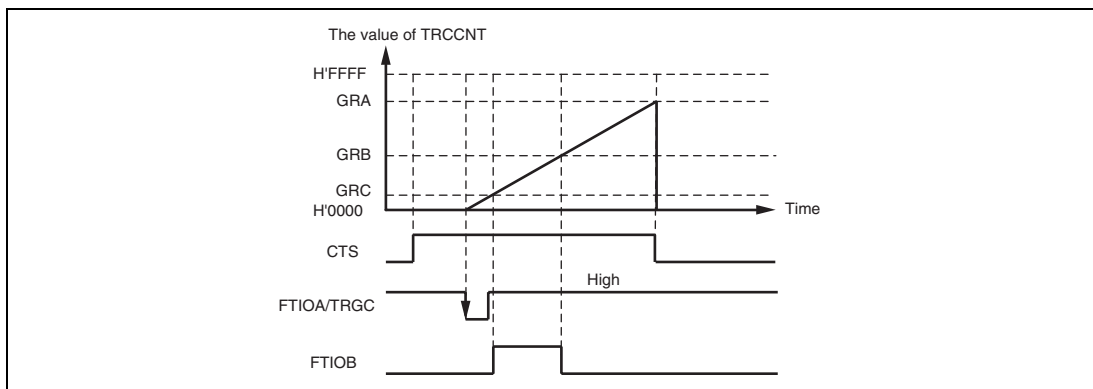 The value of TRCCNT
H'FFFF
GRA
GRB
GRC
H'0000
Time
CTS
High
FTIOA/TRGC
FTIOB